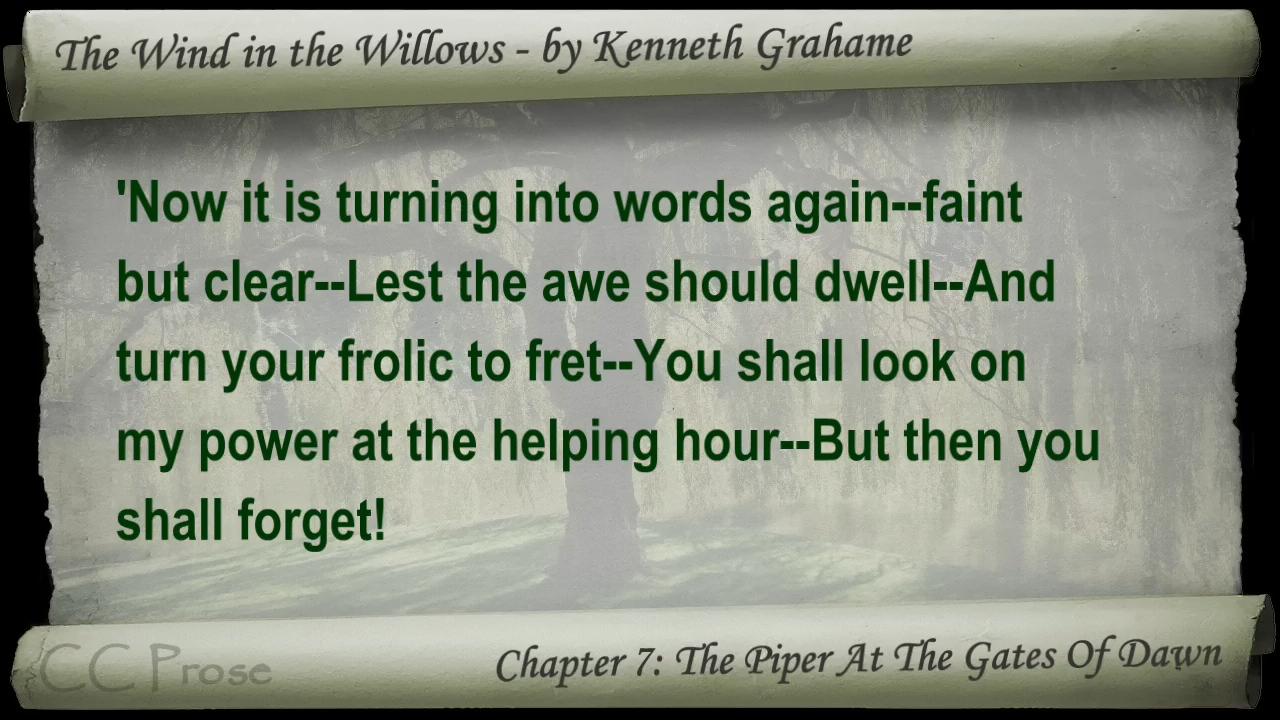 The Wind in the Willows - by Kenneth Grahame
'Now it is turning into words again--faint
but clear--Lest the awe should dwell--And
turn your frolic to fret--You shall look on
my power at the helping hour--But then you
shall forget!
CC Prose
Chapter 7: The Piper At The Gates Of Dawn